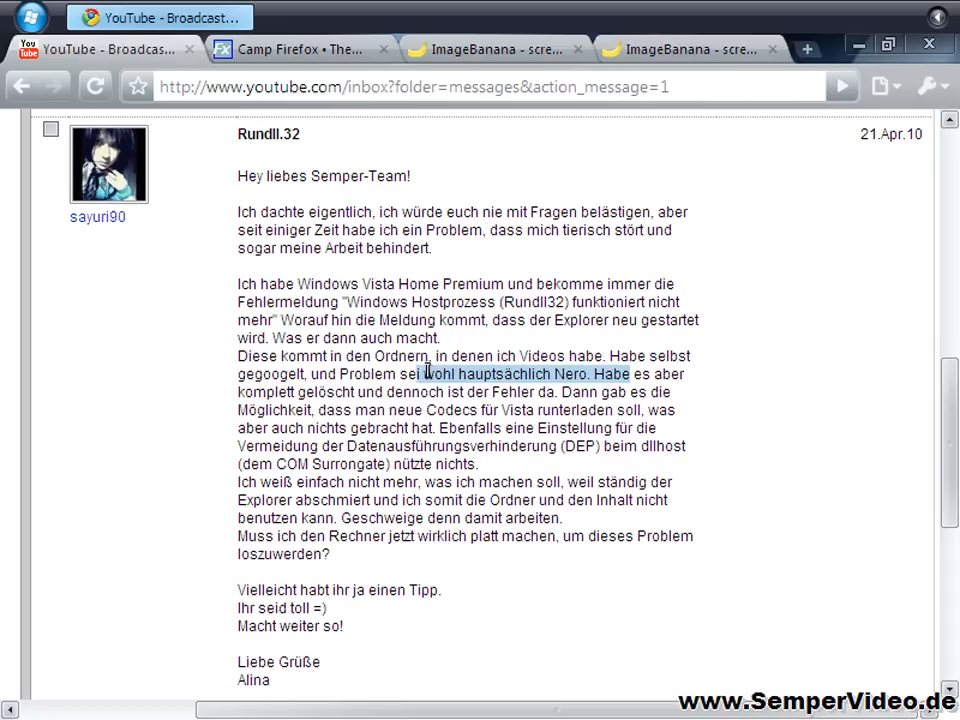 YouTube - Broadcast...
YouTube - Broadcas...
Camp Firefox • The...
ImageBanana - scre...
ImageBanana - scre...
http://www.youtube.com/inbox?folder=messages&action_message=1
Rundll.32
21.Apr.10
sayuri90
Hey liebes Semper-Team!
Ich dachte eigentlich, ich würde euch nie mit Fragen belästigen, aber
seit einiger Zeit habe ich ein Problem, dass mich tierisch stört und
sogar meine Arbeit behindert.
Ich habe Windows Vista Home Premium und bekomme immer die
Fehlermeldung "Windows Hostprozess (Rundll32) funktioniert nicht
mehr" Worauf hin die Meldung kommt, dass der Explorer neu gestartet
wird. Was er dann auch macht.
Diese kommt in den Ordnern, in denen ich Videos habe. Habe selbst
gegoogelt, und Problem sei wohl hauptsächlich Nero. Habe es aber
komplett gelöscht und dennoch ist der Fehler da. Dann gab es die
Möglichkeit, dass man neue Codecs für Vista runterladen soll, was
aber auch nichts gebracht hat. Ebenfalls eine Einstellung für die
Vermeidung der Datenausführungsverhinderung (DEP) beim dllhost
(dem COM Surrongate) nützte nichts.
Ich weiß einfach nicht mehr, was ich machen soll, weil ständig der
Explorer abschmiert und ich somit die Ordner und den Inhalt nicht
benutzen kann. Geschweige denn damit arbeiten.
Muss ich den Rechner jetzt wirklich platt machen, um dieses Problem
loszuwerden?
Vielleicht habt ihr ja einen Tipp.
Ihr seid toll =)
Macht weiter so!
Liebe Grüße
Alina
www.SemperVideo.de